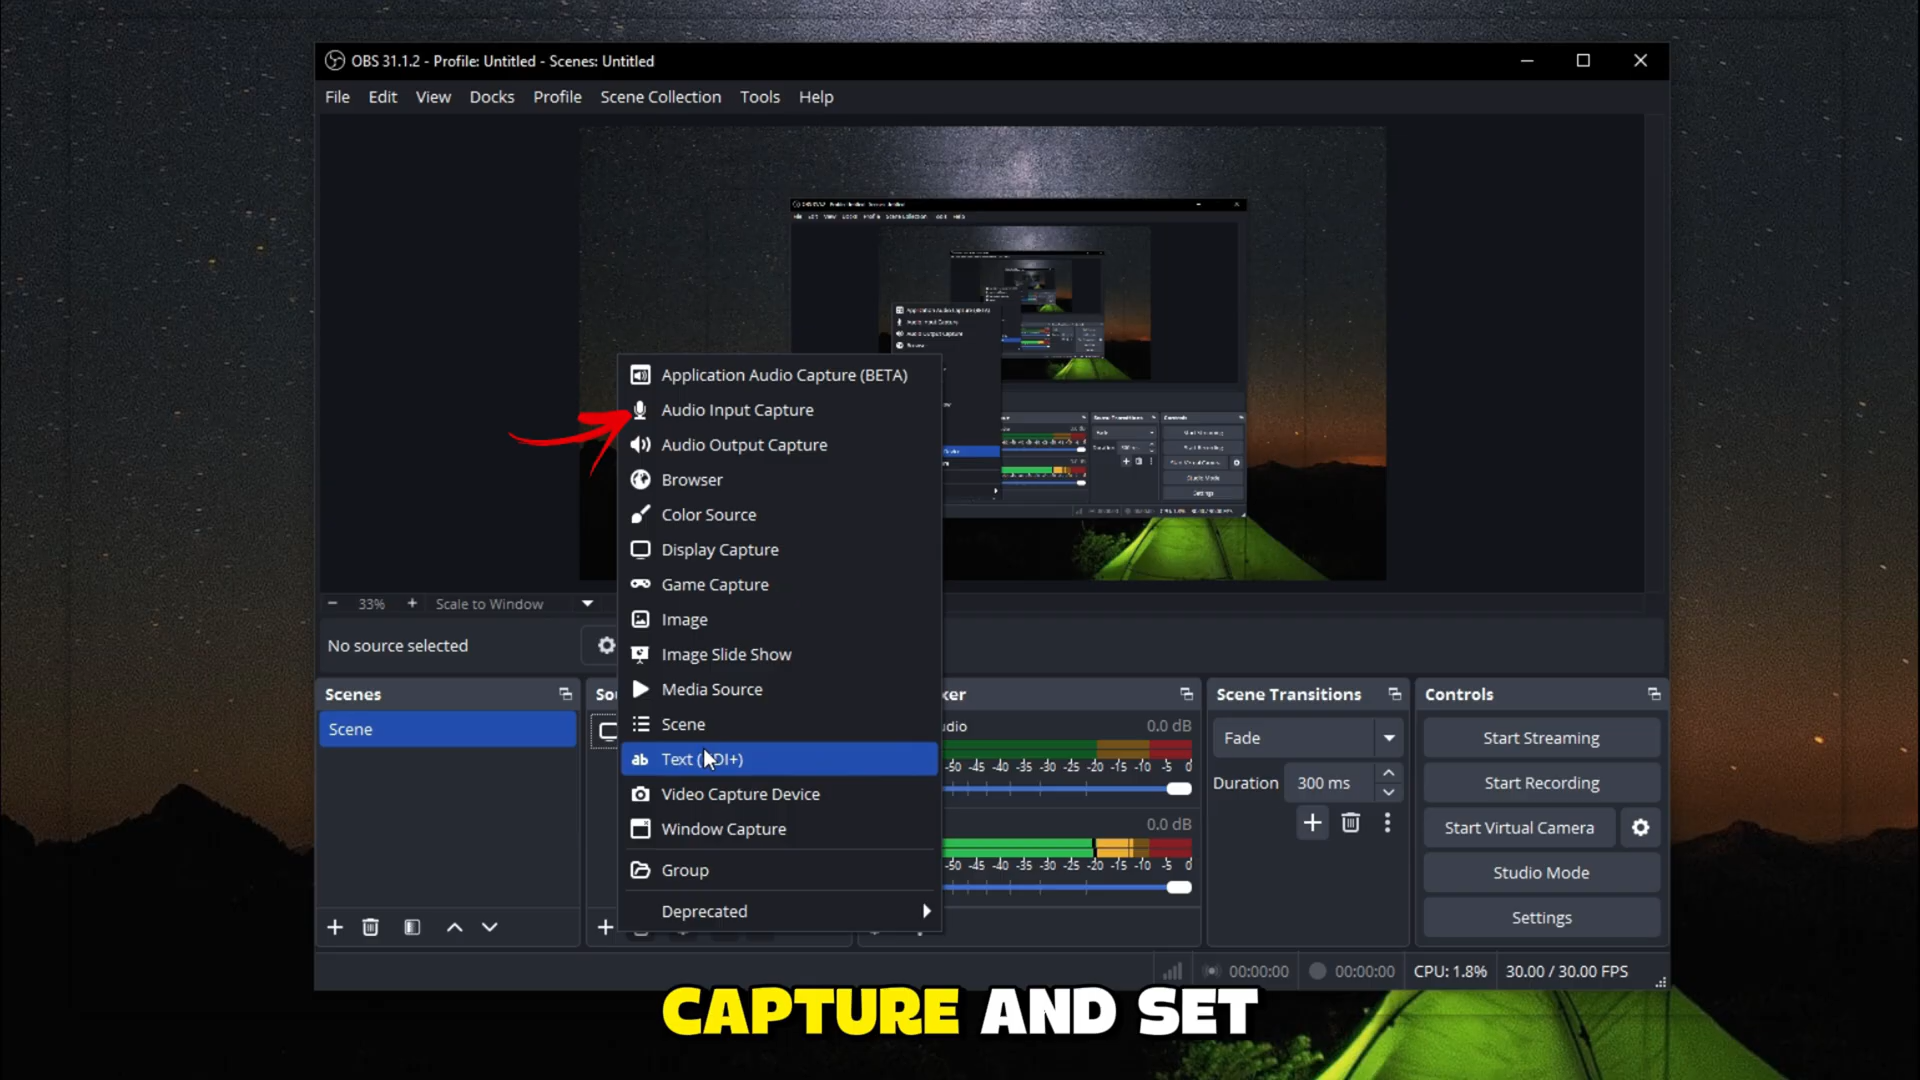 OBS 31.1.2 - Profile: Untitled - Scenes: Untitled
File Edit View Docks Profile Scene Collection Tools Help
Application Audio Capture (BETA)
Audio Input Capture
Audio Output Capture
Browser
Color Source
Display Capture
Game Capture
Image
Image Slide Show
Media Source
Scene
Text ( DI+)
Video Capture Device
Window Capture
Group
Deprecated
33% Scale to Window
No source selected
Scenes
Scene
Sou
ker
udio 0.0 dB
-50 -45 -40 -35 -30 -25 -20 -15 -10 -5 0
0.0 dB
-50 -45 -40 -35 -30 -25 -20 -15 -10 -5 0
Scene Transitions
Fade
Duration 300 ms
Controls
Start Streaming
Start Recording
Start Virtual Camera
Studio Mode
Settings
00:00:00 00:00:00 CPU: 1.8% 30.00 / 30.00 FPS
CAPTURE AND SET